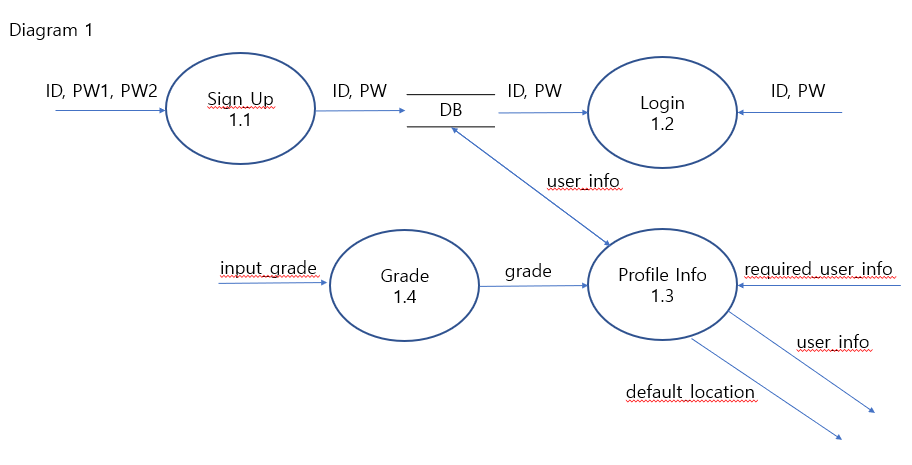 Diagram 1
ID, PW1, PW2
Sign_Up
1.1
ID, PW
DB
ID, PW
Login
1.2
ID, PW
user_info
input_grade
Grade
1.4
grade
Profile Info
1.3
required_user_info
user_info
default_location